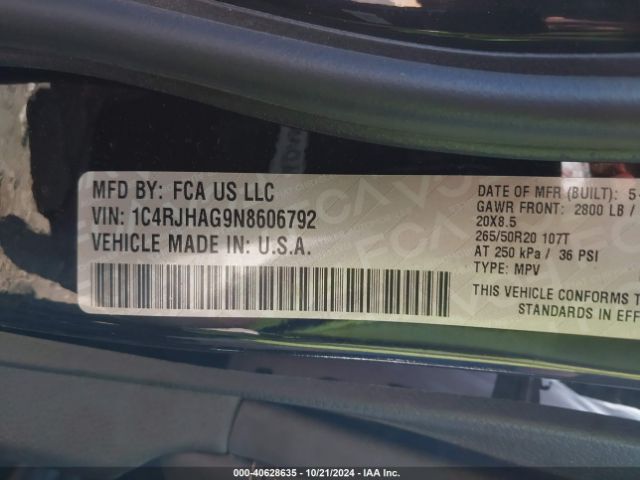 MFD BY: FCA US LLC
VIN: 1C4RJHAG9N8606792
VEHICLE MADE IN: U.S.A.
DATE OF MFR (BUILT): 5-
GAWR FRONT: 2800 LB /
20X8.5
265/50R20 107T
AT 250 kPa / 36 PSI
TYPE: MPV
THIS VEHICLE CONFORMS T
STANDARDS IN EFF
000-40628635 - 10/21/2024 - IAA Inc.